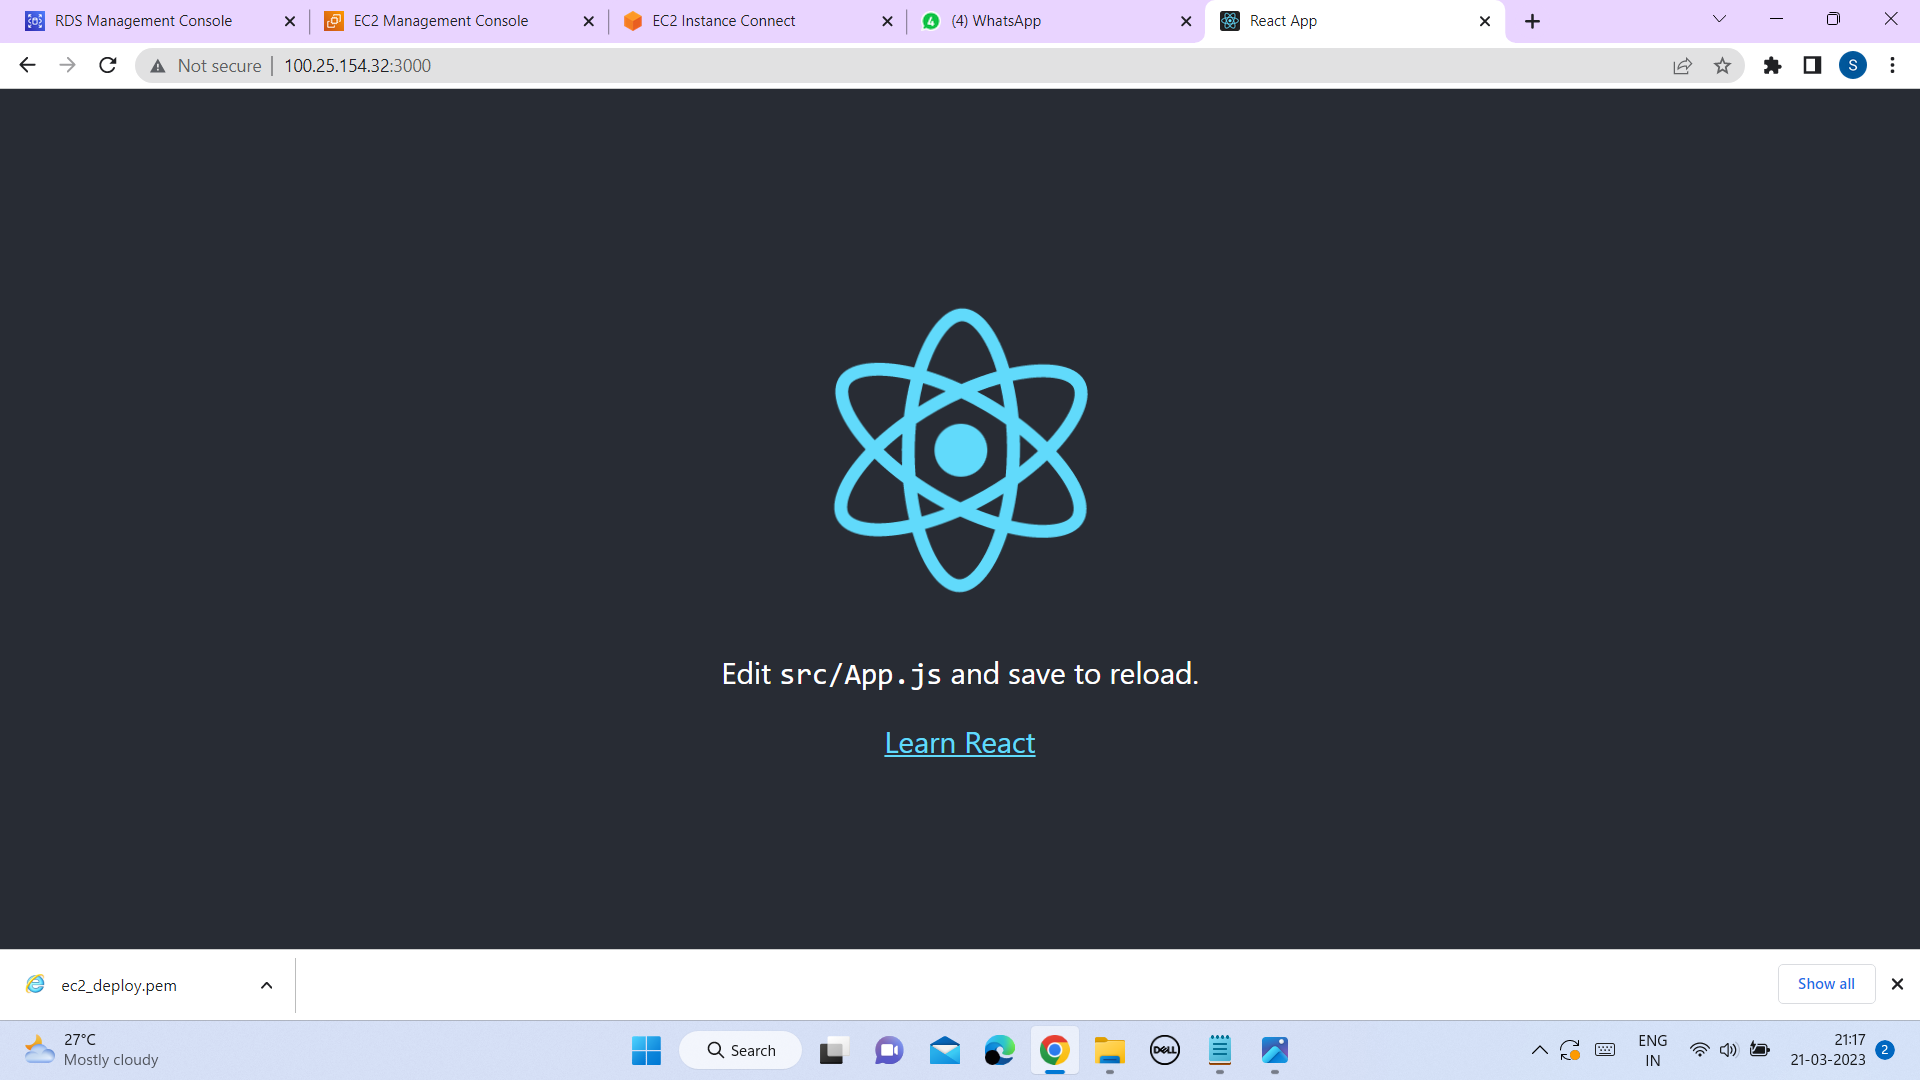 RDS Management Console
EC2 Management Console
EC2 Instance Connect
4
(4) WhatsApp
React App
Not secure
100.25.154.32:3000
S
Edit src/App.js and save to reload.
Learn React
ec2_deploy.pem
Show all
27°C
Mostly cloudy
Search
DELL
ENG
IN
21:17
21-03-2023
2